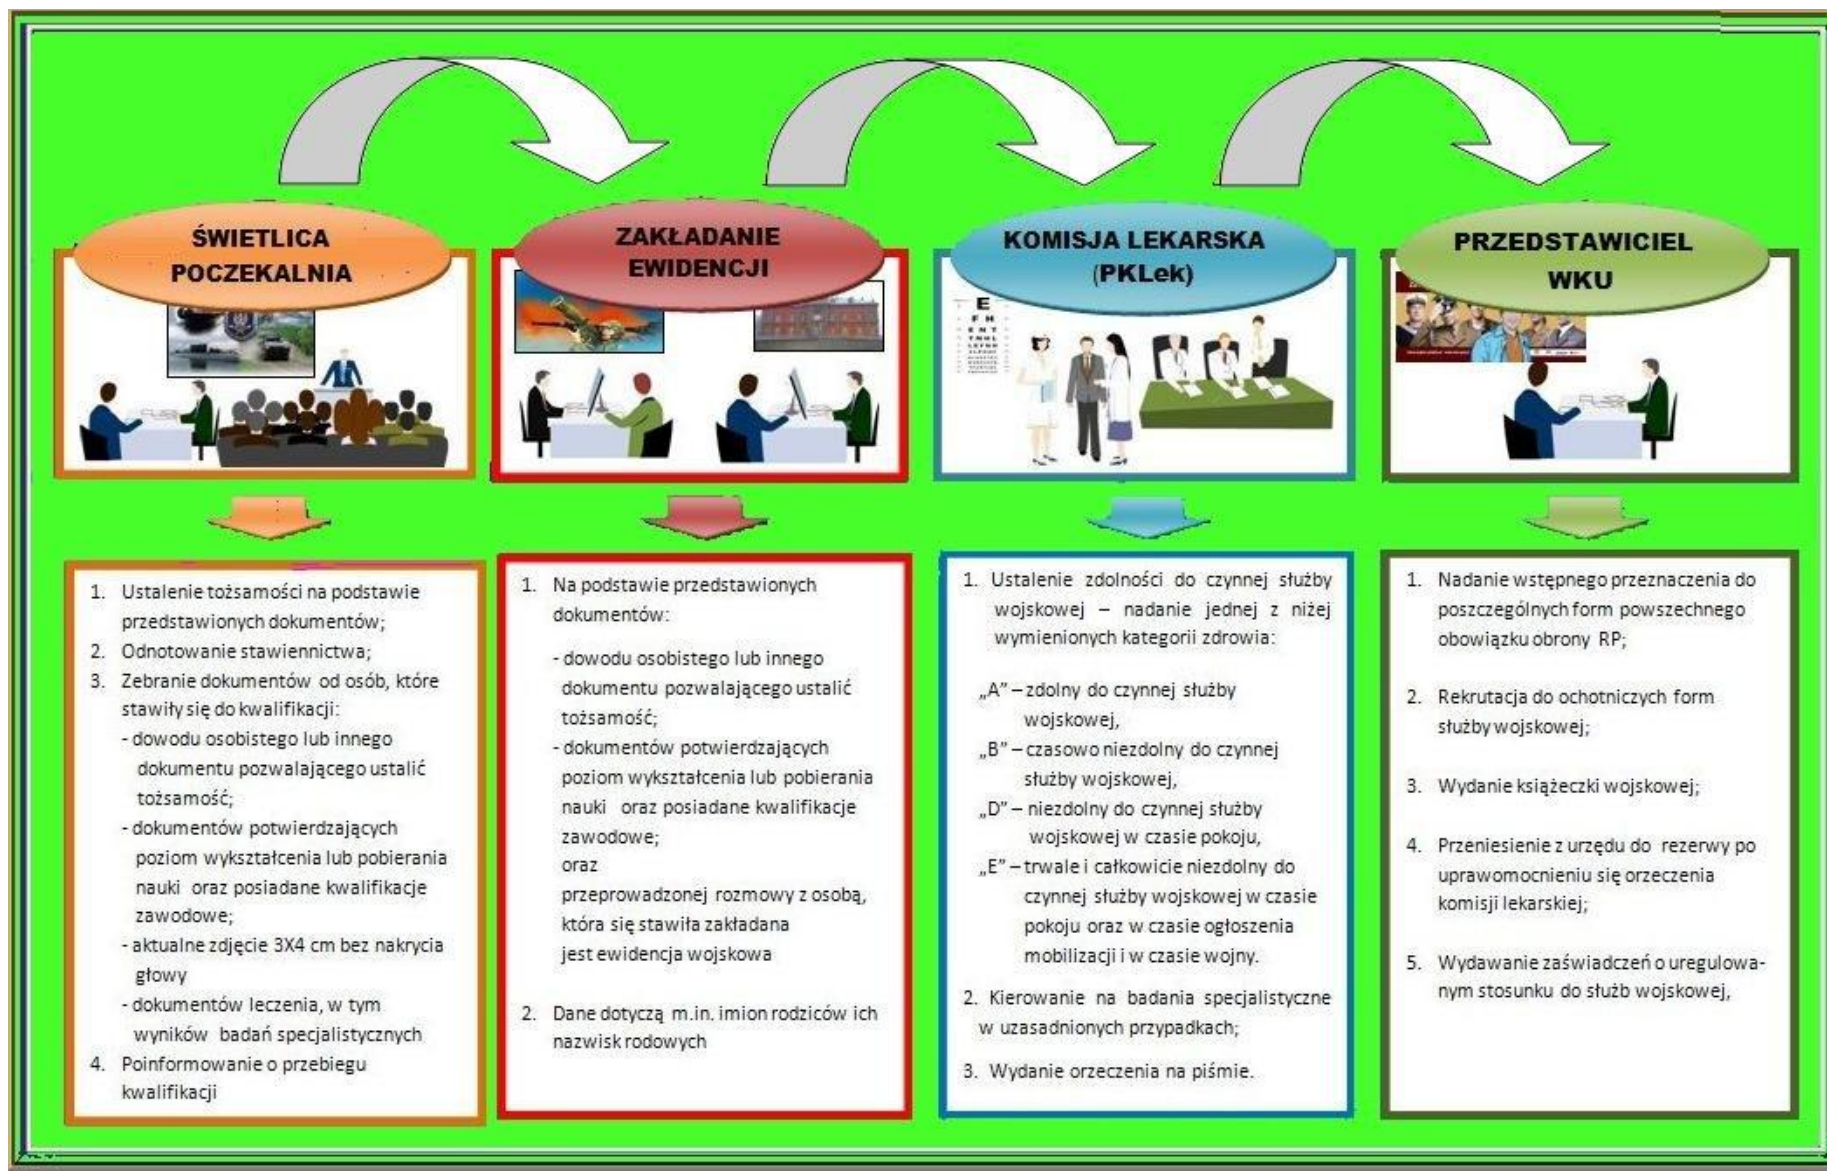 ŚWIETLICA
POCZEKALNIA
ZAKŁADANIE
EWIDENCJI
KOMISJA LEKARSKA
(PKLek)
PRZEDSTAWICIEL
WKU
E
1. Ustalenie tożsamości na podstawie
przedstawionych dokumentów;
2. Odnotowanie stawiennictwa;
3. Zebranie dokumentów od osób, które
stawiły się do kwalifikacji:
- dowodu osobistego lub innego
dokumentu pozwalającego ustalić
tożsamość;
- dokumentów potwierdzających
poziom wykształcenia lub pobierania
nauki oraz posiadane kwalifikacje
zawodowe;
- aktualne zdjęcie 3X4 cm bez nakrycia
głowy
- dokumentów leczenia, w tym
wyników badań specjalistycznych
4. Poinformowanie o przebiegu
kwalifikacji
1. Na podstawie przedstawionych
dokumentów:
- dowodu osobistego lub innego
dokumentu pozwalającego ustalić
tożsamość;
- dokumentów potwierdzających
poziom wykształcenia lub pobierania
nauki oraz posiadane kwalifikacje
zawodowe;
oraz
przeprowadzonej rozmowy z osobą,
która się stawiła zakładana
jest ewidencja wojskowa
2. Dane dotyczą m.in. imion rodziców ich
nazwisk rodowych
1. Ustalenie zdolności do czynnej służby
wojskowej – nadanie jednej z niżej
wymienionych kategorii zdrowia:
„A” – zdolny do czynnej służby
wojskowej,
„B” – czasowo niezdolny do czynnej
służby wojskowej,
„D” – niezdolny do czynnej służby
wojskowej w czasie pokoju,
„E” – trwale i całkowicie niezdolny do
czynnej służby wojskowej w czasie
pokoju oraz w czasie ogłoszenia
mobilizacji i w czasie wojny.
2. Kierowanie na badania specjalistyczne
w uzasadnionych przypadkach;
3. Wydanie orzeczenia na piśmie.
1. Nadanie wstępnego przeznaczenia do
poszczególnych form powszechnego
obowiązku obrony RP;
2. Rekrutacja do ochotniczych form
służby wojskowej;
3. Wydanie książeczki wojskowej;
4. Przeniesienie z urzędu do rezerwy po
uprawomocnieniu się orzeczenia
komisji lekarskiej;
5. Wydawanie zaświadczeń o uregulowa-
nym stosunku do służb wojskowej,